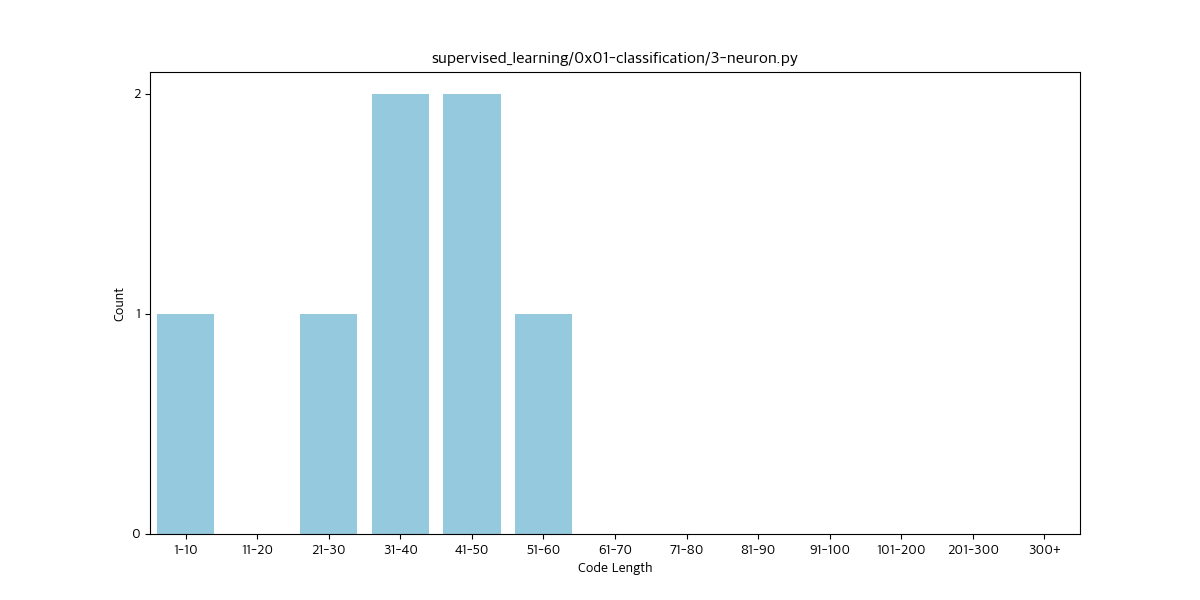 supervised_learning/0x01-classification/3-neuron.py
Count
2
1
0
1-10 11-20 21-30 31-40 41-50 51-60 61-70 71-80 81-90 91-100 101-200 201-300 300+
Code Length